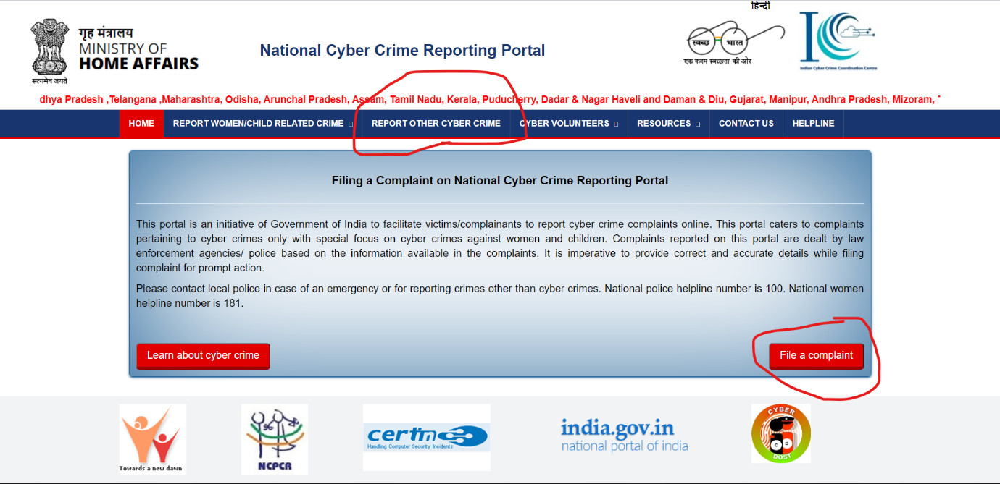 हिन्दी
गृह मंत्रालय
MINISTRY OF
HOME AFFAIRS
सत्यमेव जयते
National Cyber Crime Reporting Portal
स्वच्छ भारत
एक कदम स्वच्छता की ओर
Indian Cyber Crime Coordination Centre
dhya Pradesh ,Telangana ,Maharashtra, Odisha, Arunchal Pradesh, Assam, Tamil Nadu, Kerala, Puducherry, Dadar & Nagar Haveli and Daman & Diu, Gujarat, Manipur, Andhra Pradesh, Mizoram,
HOME REPORT WOMEN/CHILD RELATED CRIME REPORT OTHER CYBER CRIME CYBER VOLUNTEERS RESOURCES CONTACT US HELPLINE
Filing a Complaint on National Cyber Crime Reporting Portal
This portal is an initiative of Government of India to facilitate victims/complainants to report cyber crime complaints online. This portal caters to complaints
pertaining to cyber crimes only with special focus on cyber crimes against women and children. Complaints reported on this portal are dealt by law
enforcement agencies/ police based on the information available in the complaints. It is imperative to provide correct and accurate details while filing
complaint for prompt action.
Please contact local police in case of an emergency or for reporting crimes other than cyber crimes. National police helpline number is 100. National women
helpline number is 181.
Learn about cyber crime File a complaint
Towards a new dawn
NCPCR
certin
Handling Computer Security Incidents
india.gov.in
national portal of india
CYBER
C D
DOST